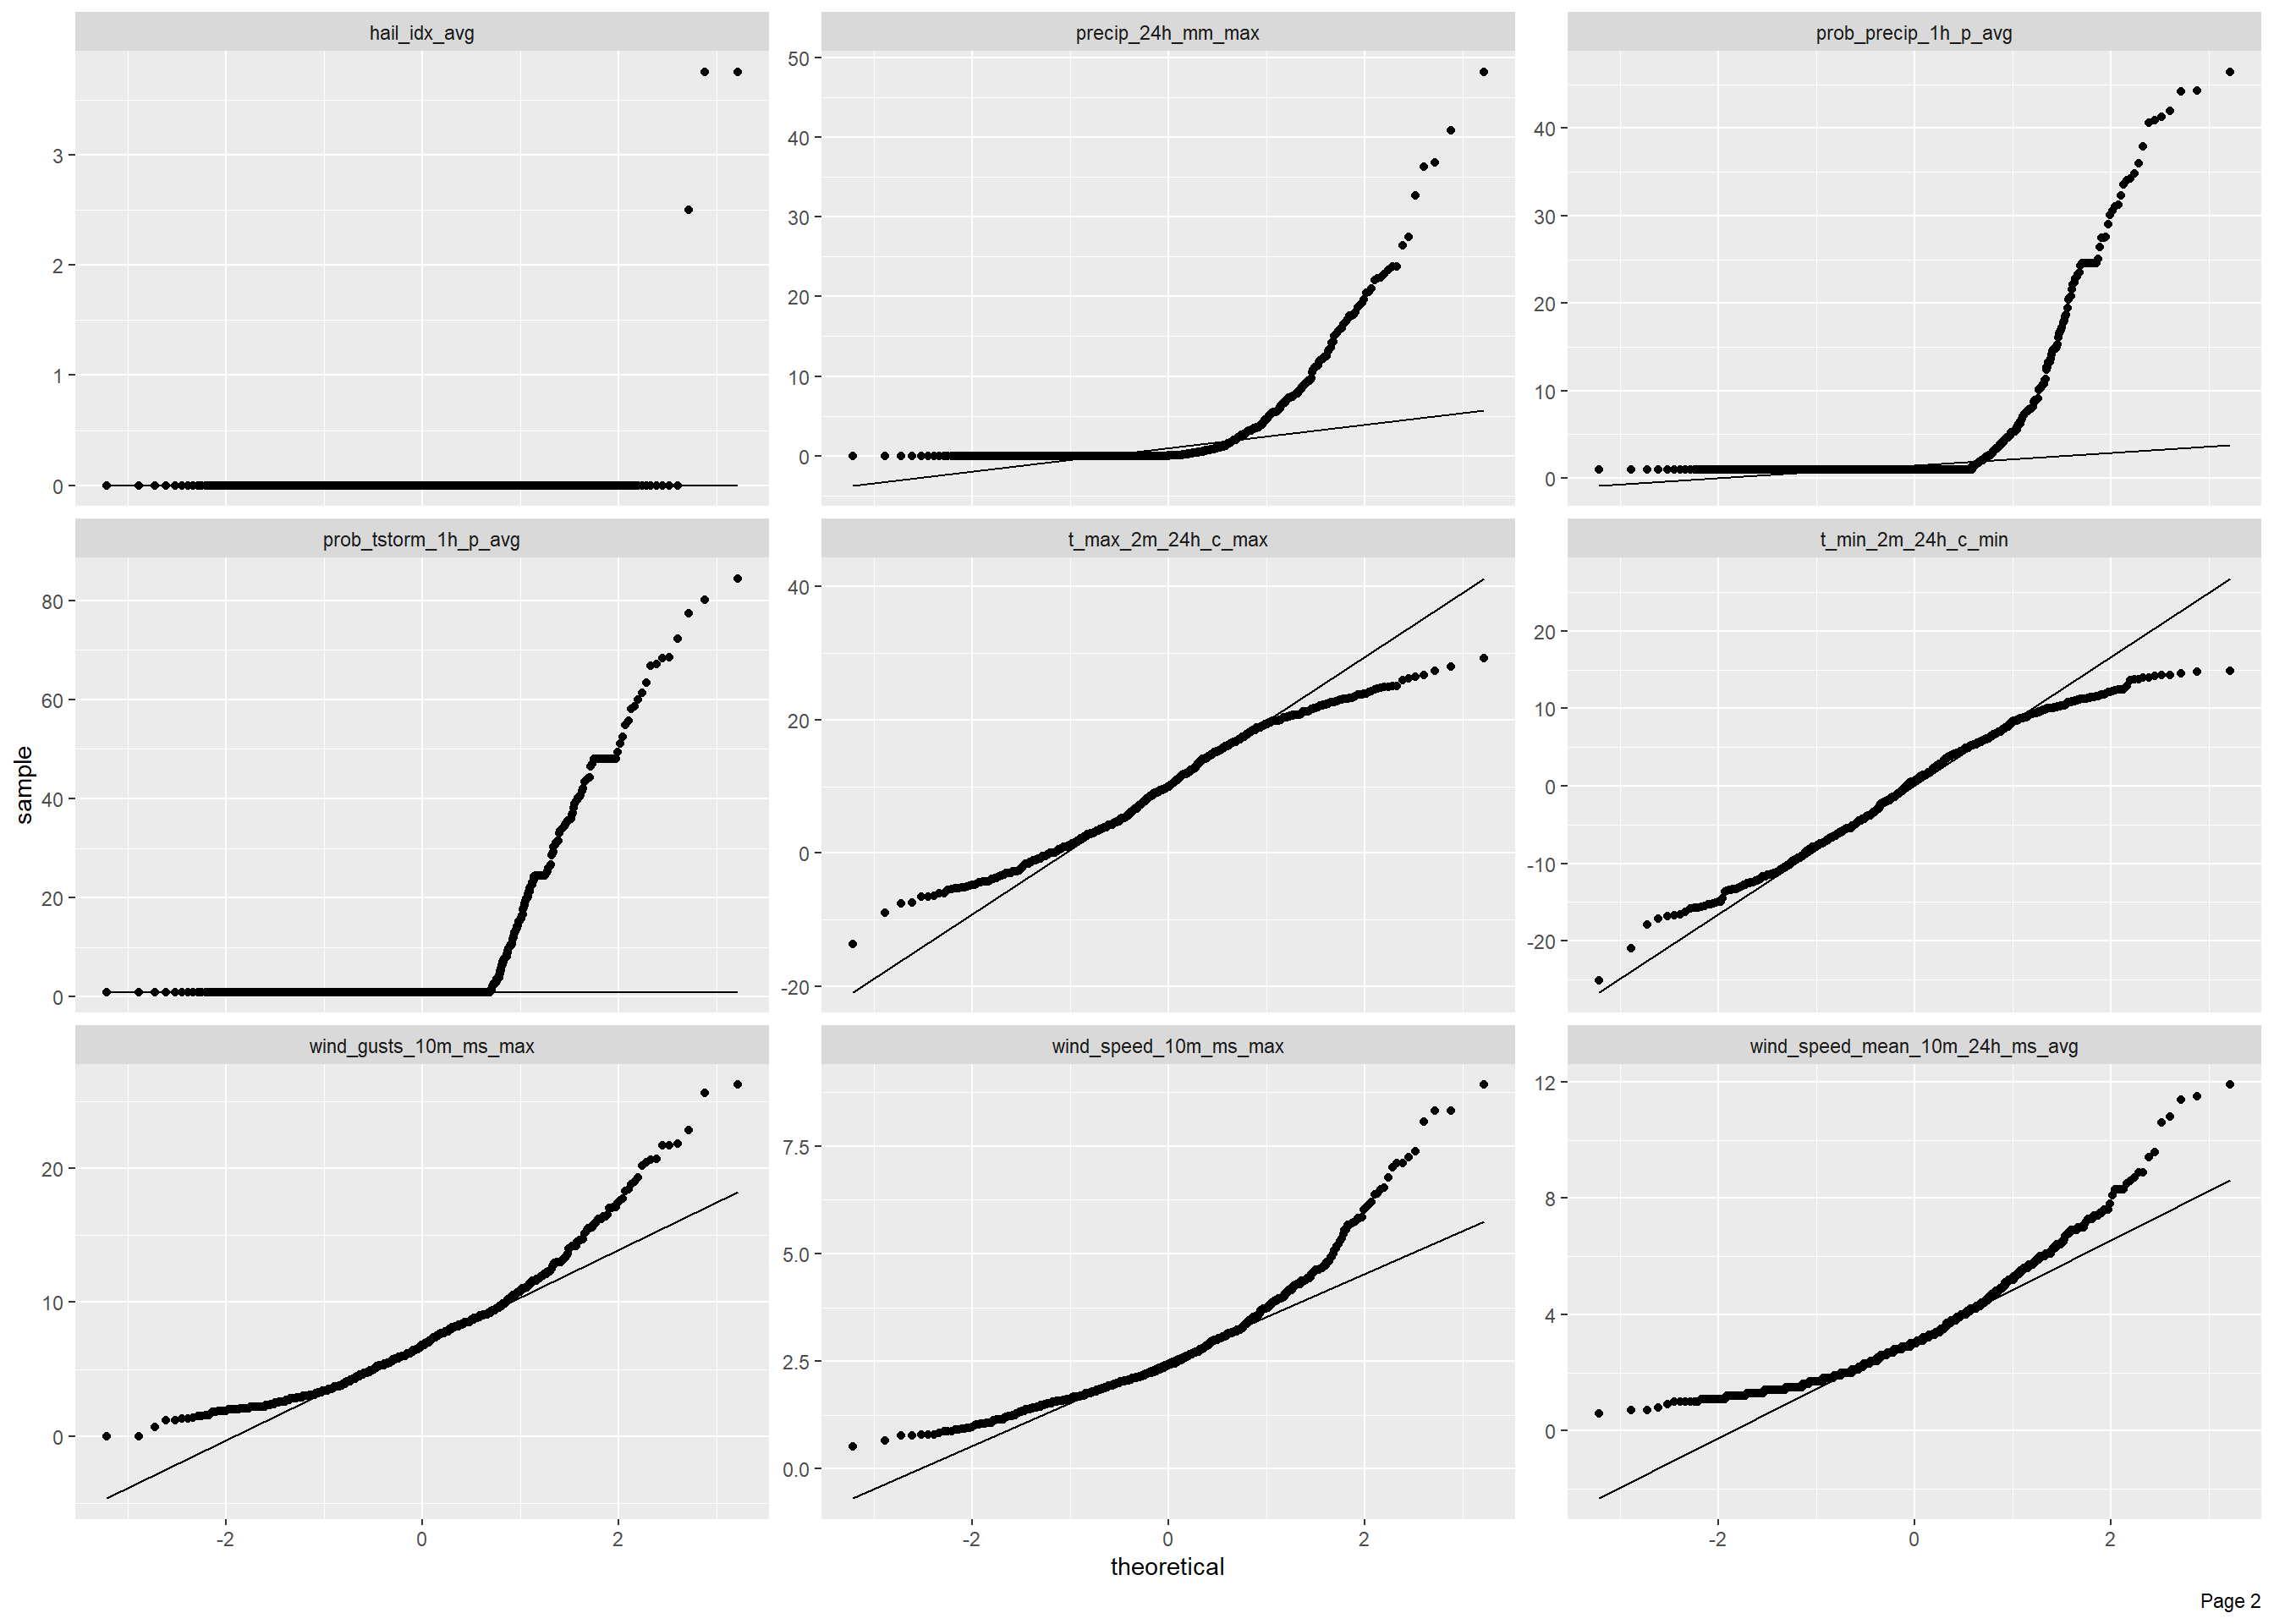 hail_idx_avg
precip_24h_mm_max
prob_precip_1h_p_avg
3
2
1
0
50
40
30
20
10
0
40
30
20
10
0
prob_tstorm_1h_p_avg
t_max_2m_24h_c_max
t_min_2m_24h_c_min
80
60
40
20
0
40
20
0
-20
20
10
0
-10
-20
sample
wind_gusts_10m_ms_max
wind_speed_10m_ms_max
wind_speed_mean_10m_24h_ms_avg
20
10
0
7.5
5.0
2.5
0.0
12
8
4
0
-2 0 2
-2 0 2
-2 0 2
theoretical
Page 2